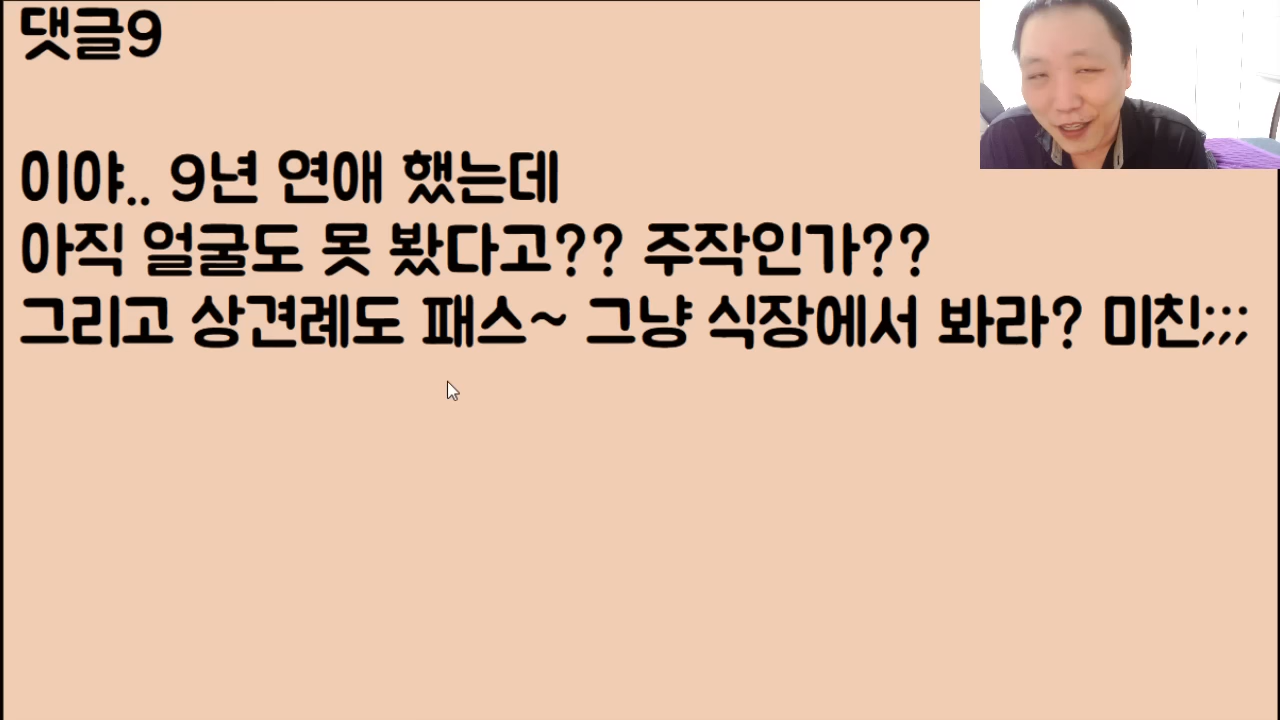 댓글9
이야.. 9년 연애 했는데
아직 얼굴도 못 봤다고?? 주작인가??
그리고 상견례도 패스~ 그냥 식장에서 봐라? 미친;;;